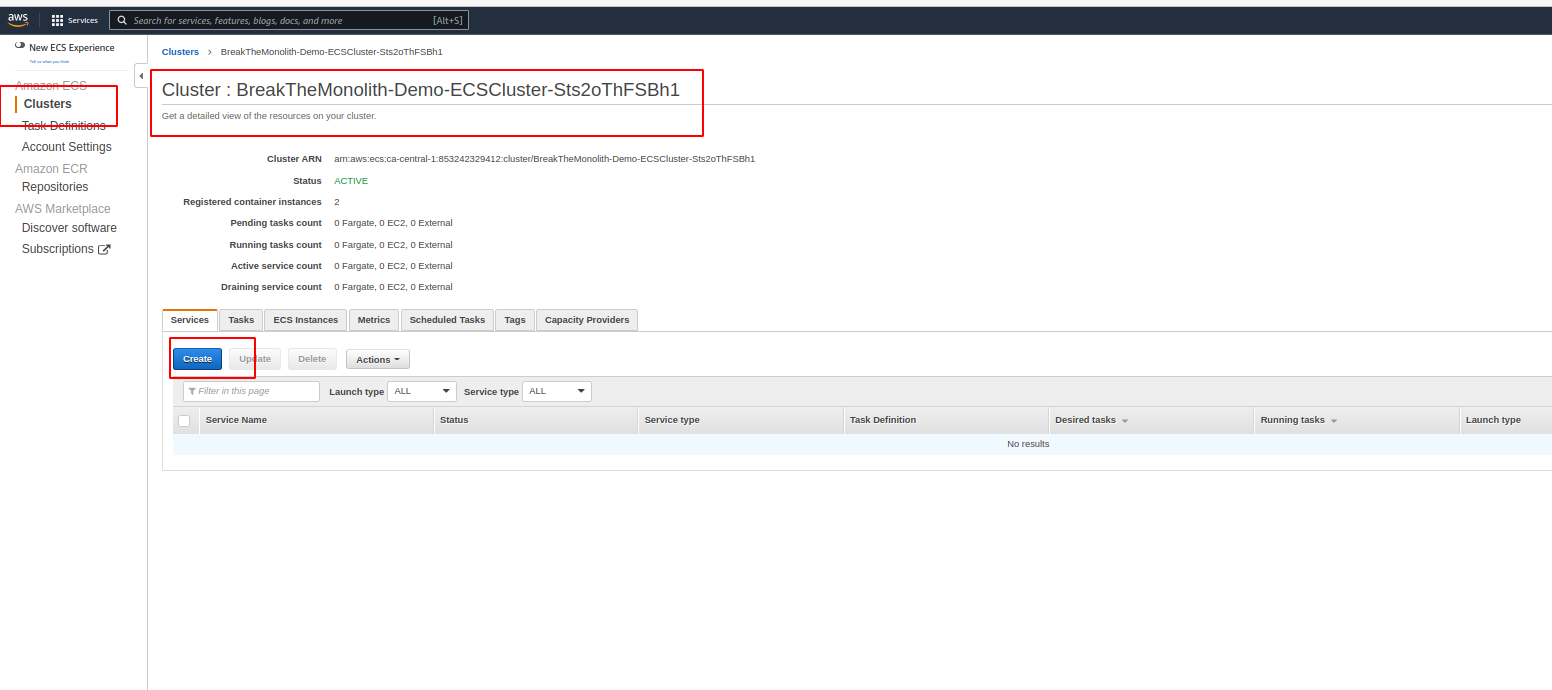 aws Services Search for services, features, blogs, docs, and more [Alt+S]
New ECS Experience
Tell us what you think
Amazon ECS
Clusters
Task Definitions
Account Settings
Amazon ECR
Repositories
AWS Marketplace
Discover software
Subscriptions
Clusters > BreakTheMonolith-Demo-ECSCluster-Sts2oThFSBh1
Cluster : BreakTheMonolith-Demo-ECSCluster-Sts2oThFSBh1
Get a detailed view of the resources on your cluster.
Cluster ARN arn:aws:ecs:ca-central-1:853242329412:cluster/BreakTheMonolith-Demo-ECSCluster-Sts2oThFSBh1
Status ACTIVE
Registered container instances 2
Pending tasks count 0 Fargate, 0 EC2, 0 External
Running tasks count 0 Fargate, 0 EC2, 0 External
Active service count 0 Fargate, 0 EC2, 0 External
Draining service count 0 Fargate, 0 EC2, 0 External
Services Tasks ECS Instances Metrics Scheduled Tasks Tags Capacity Providers
Create Update Delete Actions
Filter in this page Launch type ALL Service type ALL
Service Name Status Service type Task Definition Desired tasks Running tasks Launch type
No results